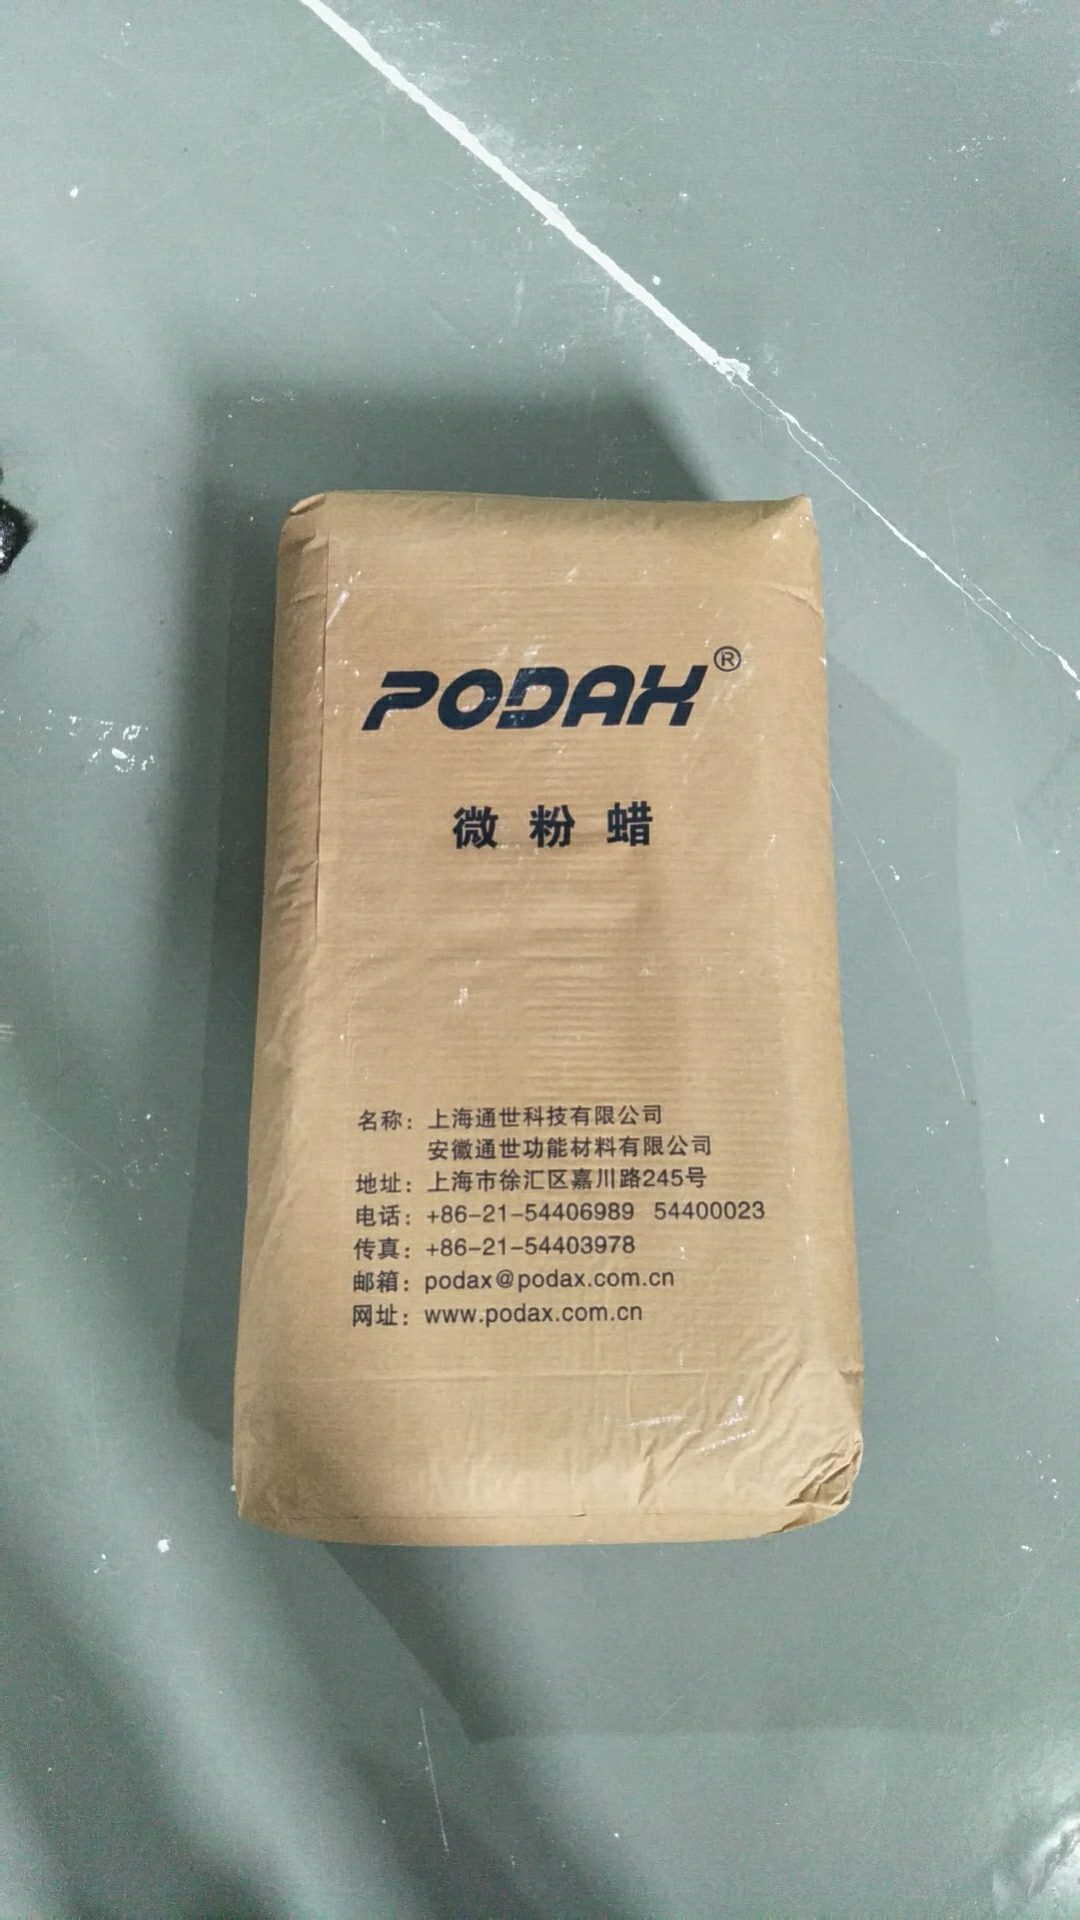 PODAX®
微粉蜡
名称：上海通世科技有限公司
安徽通世功能材料有限公司
地址：上海市徐汇区嘉川路245号
电话：+86-21-54406989 54400023
传真：+86-21-54403978
邮箱：podax@podax.com.cn
网址：www.podax.com.cn